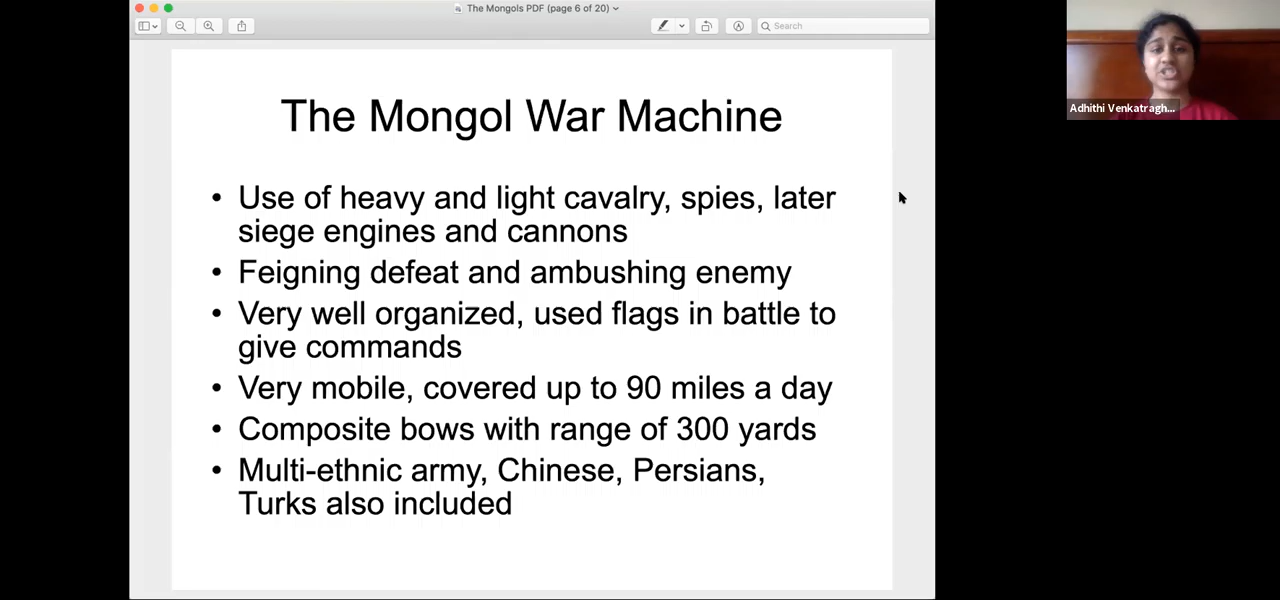 The Mongols PDF (page 6 of 20)
Search
The Mongol War Machine
• Use of heavy and light cavalry, spies, later
siege engines and cannons
• Feigning defeat and ambushing enemy
• Very well organized, used flags in battle to
give commands
• Very mobile, covered up to 90 miles a day
• Composite bows with range of 300 yards
• Multi-ethnic army, Chinese, Persians,
Turks also included
Adhithi Venkatragh...